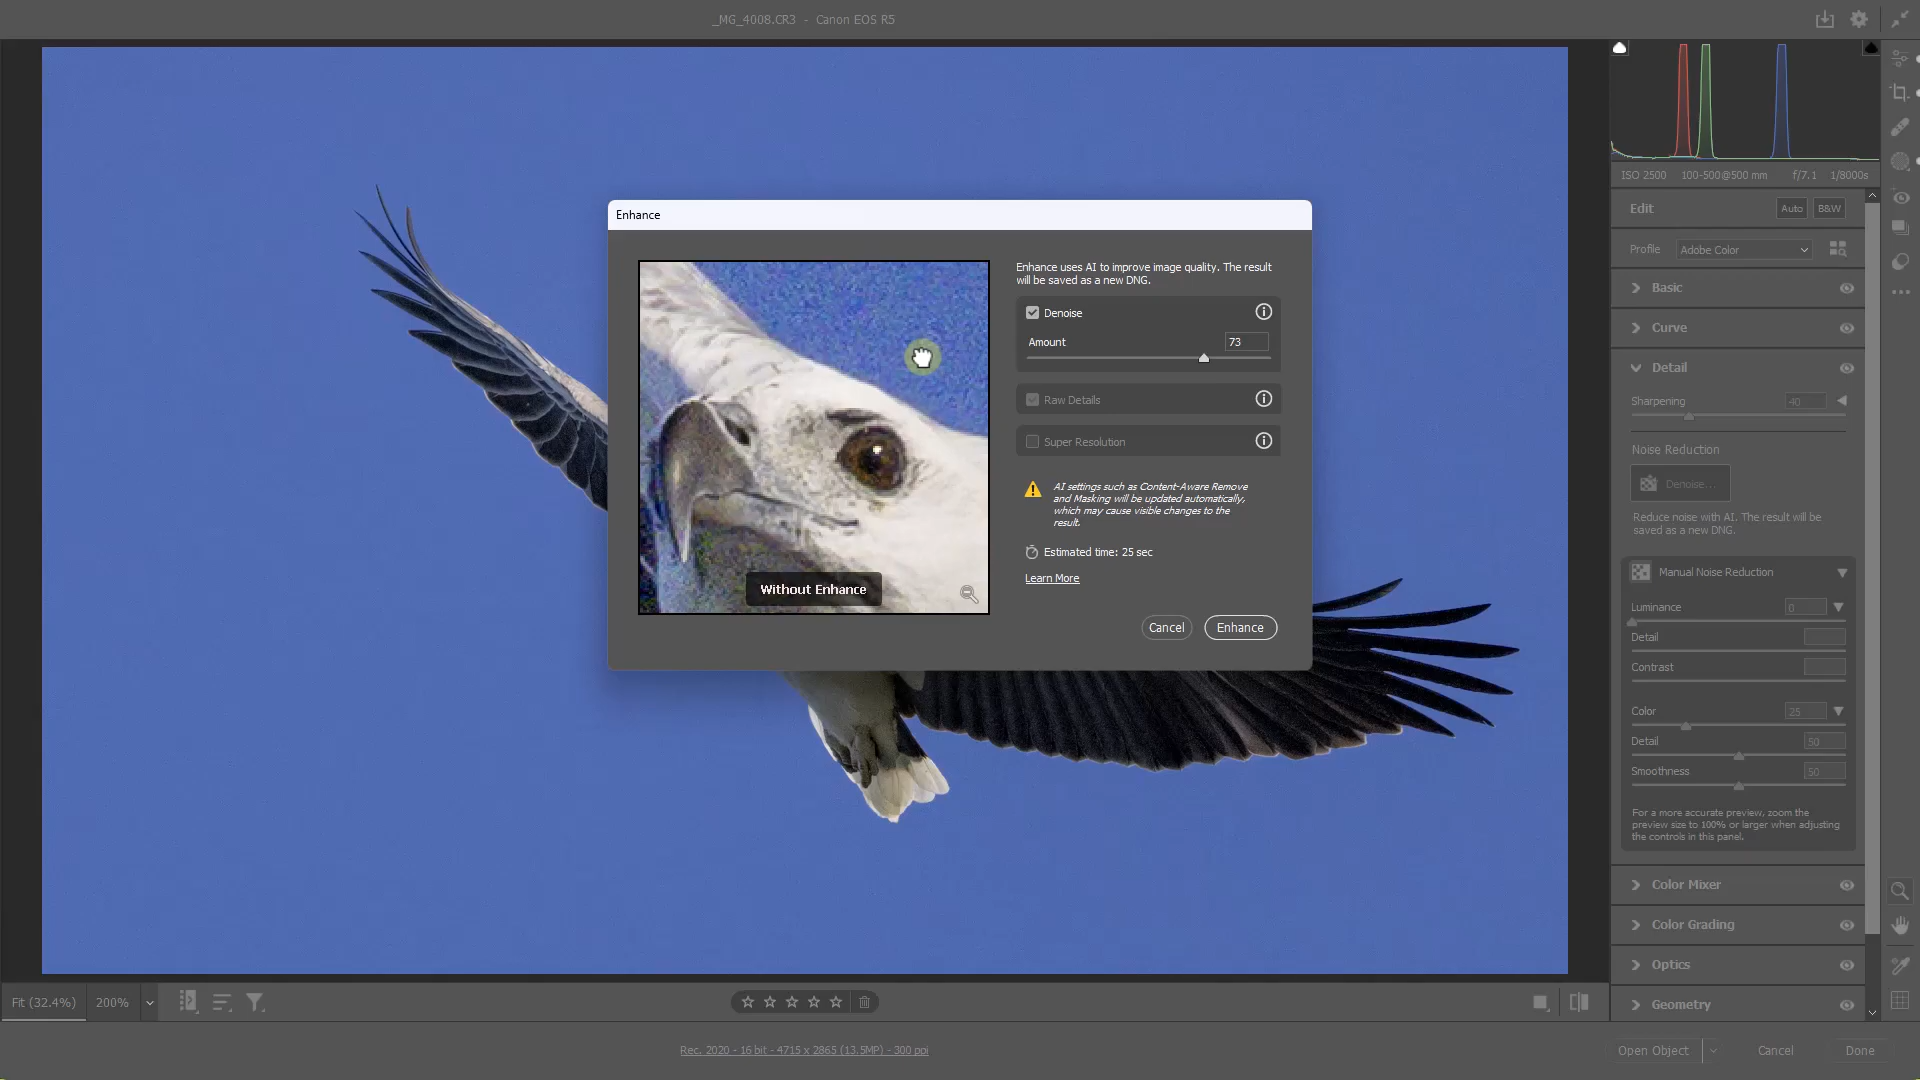 _MG_4008.CR3 - Canon EOS R5
ISO 2500 100-500@500 mm f/7.1 1/8000s
Edit Auto B&W
Profile Adobe Color
Basic
Curve
Detail
Sharpening 40
Noise Reduction
Denoise...
Reduce noise with AI. The result will be
saved as a new DNG.
Manual Noise Reduction
Luminance 0
Detail
Contrast
Color 25
Detail 50
Smoothness 50
For a more accurate preview, zoom the
preview size to 100% or larger when adjusting
the controls in this panel.
Color Mixer
Color Grading
Optics
Geometry
Enhance
Without Enhance
Enhance uses AI to improve image quality. The result
will be saved as a new DNG.
Denoise
Amount 73
Raw Details
Super Resolution
AI settings such as Content-Aware Remove
and Masking will be updated automatically,
which may cause visible changes to the
result.
Estimated time: 25 sec
Learn More
Cancel Enhance
Fit (32.4%) 200%
Rec. 2020 - 16 bit - 4715 x 2865 (13.5MP) - 300 ppi
Open Object Cancel Done